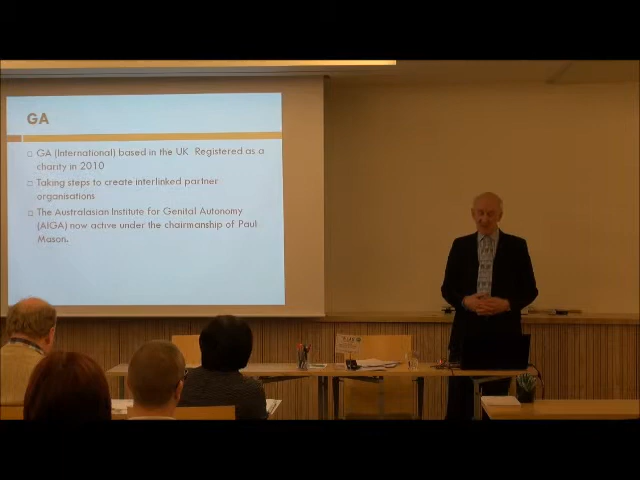 GA
GA (International) based in the UK Registered as a
charity in 2010
Taking steps to create interlinked partner
organisations
The Australasian Institute for Genital Autonomy
(AIGA) now active under the chairmanship of Paul
Mason.